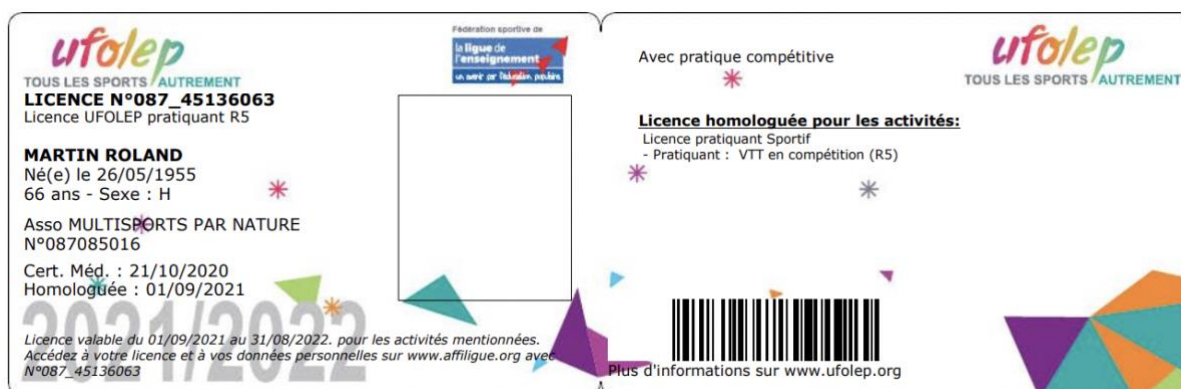 ufolep
TOUS LES SPORTS AUTREMENT
Fédération sportive de
la ligue de
l'enseignement
un avenir par l'éducation populaire
LICENCE N°087_45136063
Licence UFOLEP pratiquant R5
MARTIN ROLAND
Né(e) le 26/05/1955
66 ans - Sexe : H
Asso MULTISPORTS PAR NATURE
N°087085016
Cert. Méd. : 21/10/2020
Homologuée : 01/09/2021
2021/2022
Licence valable du 01/09/2021 au 31/08/2022. pour les activités mentionnées.
Accédez à votre licence et à vos données personnelles sur www.affiligue.org avec
N°087_45136063
Avec pratique compétitive
ufolep
TOUS LES SPORTS AUTREMENT
Licence homologuée pour les activités:
Licence pratiquant Sportif
- Pratiquant : VTT en compétition (R5)
Plus d'informations sur www.ufolep.org